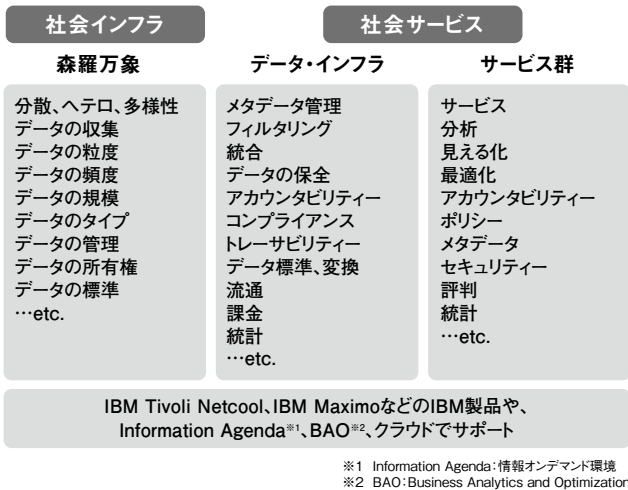 社会インフラ
社会サービス
森羅万象
データ・インフラ
サービス群
分散、ヘテロ、多様性
データの収集
データの粒度
データの頻度
データの規模
データのタイプ
データの管理
データの所有権
データの標準
…etc.
メタデータ管理
フィルタリング
統合
データの保全
アカウンタビリティー
コンプライアンス
トレーサビリティー
データ標準、変換
流通
課金
統計
…etc.
サービス
分析
見える化
最適化
アカウンタビリティー
ポリシー
メタデータ
セキュリティー
評判
統計
…etc.
IBM Tivoli Netcool、IBM MaximoなどのIBM製品や、
Information Agenda※1、BAO※2、クラウドでサポート
※1 Information Agenda：情報オンデマンド環境
※2 BAO：Business Analytics and Optimization